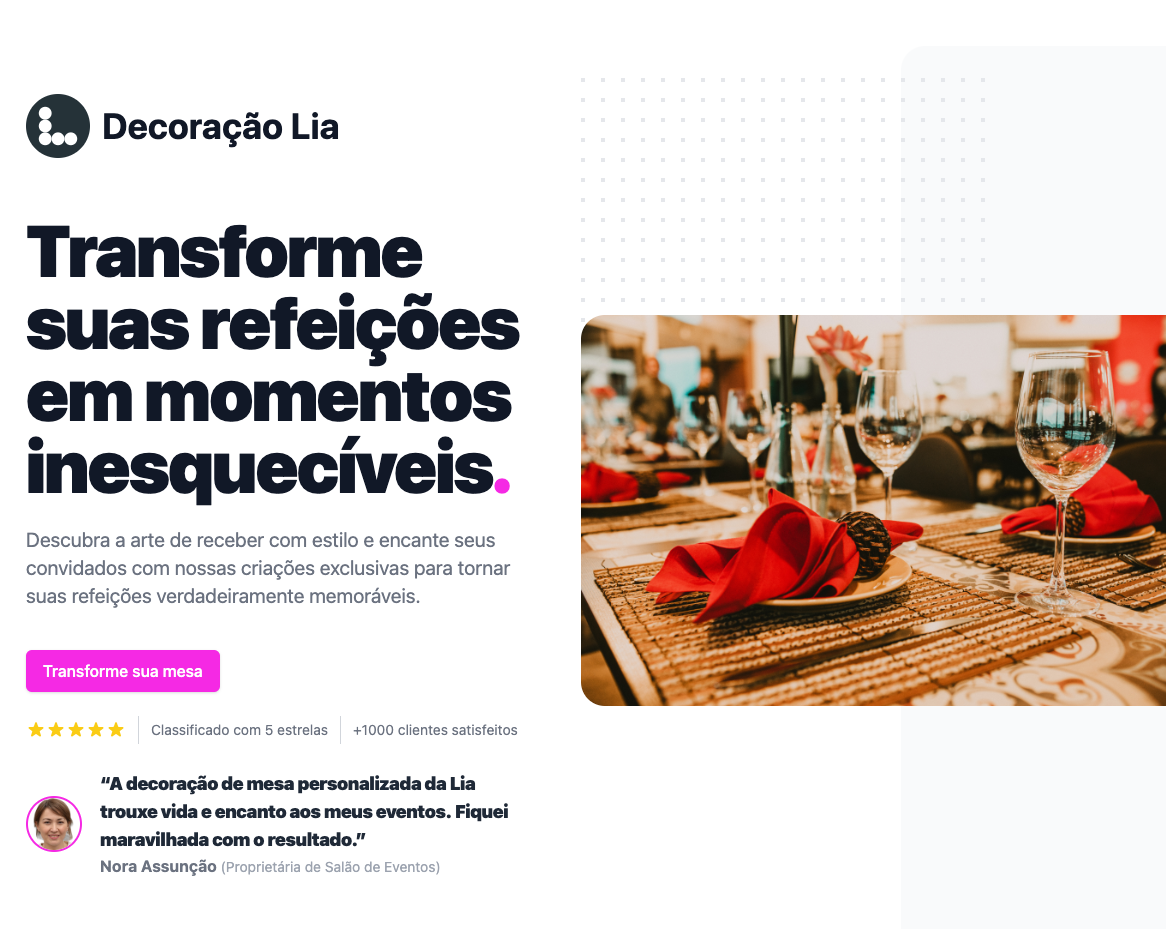 Decoração Lia
Transforme
suas refeições
em momentos
inesquecíveis.
Descubra a arte de receber com estilo e encante seus
convidados com nossas criações exclusivas para tornar
suas refeições verdadeiramente memoráveis.
Transforme sua mesa
Classificado com 5 estrelas
+1000 clientes satisfeitos
“A decoração de mesa personalizada da Lia
trouxe vida e encanto aos meus eventos. Fiquei
maravilhada com o resultado.”
Nora Assunção (Proprietária de Salão de Eventos)